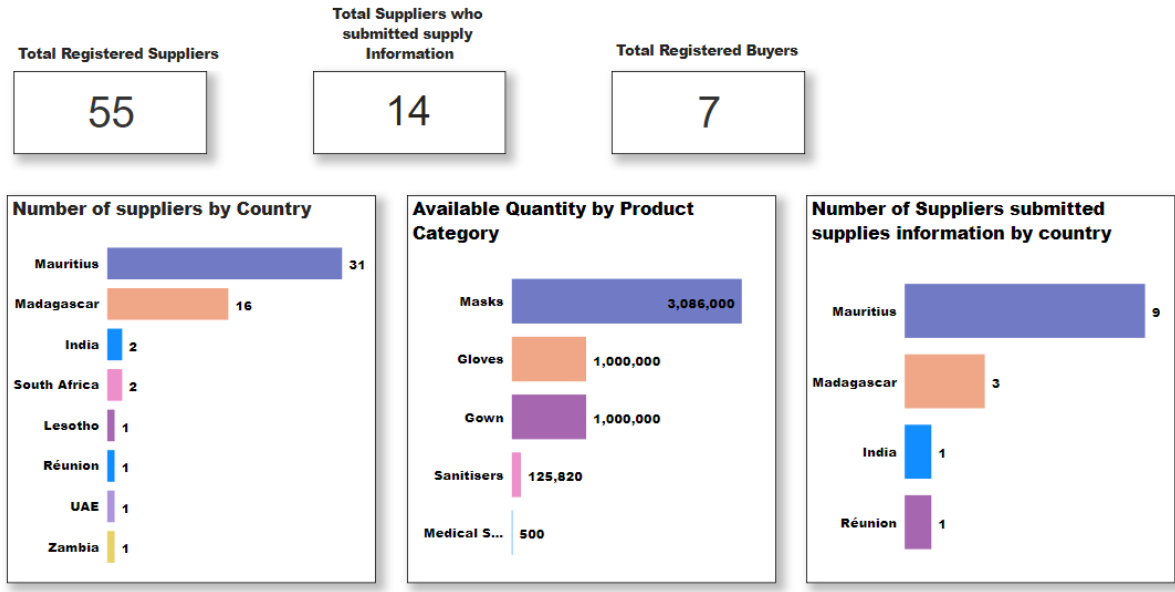 Total Registered Suppliers
55
Total Suppliers who
submitted supply
Information
14
Total Registered Buyers
7
Number of suppliers by Country
Mauritius 31
Madagascar 16
India 2
South Africa 2
Lesotho 1
Réunion 1
UAE 1
Zambia 1
Available Quantity by Product
Category
Masks 3,086,000
Gloves 1,000,000
Gown 1,000,000
Sanitisers 125,820
Medical S... 500
Number of Suppliers submitted
supplies information by country
Mauritius 9
Madagascar 3
India 1
Réunion 1